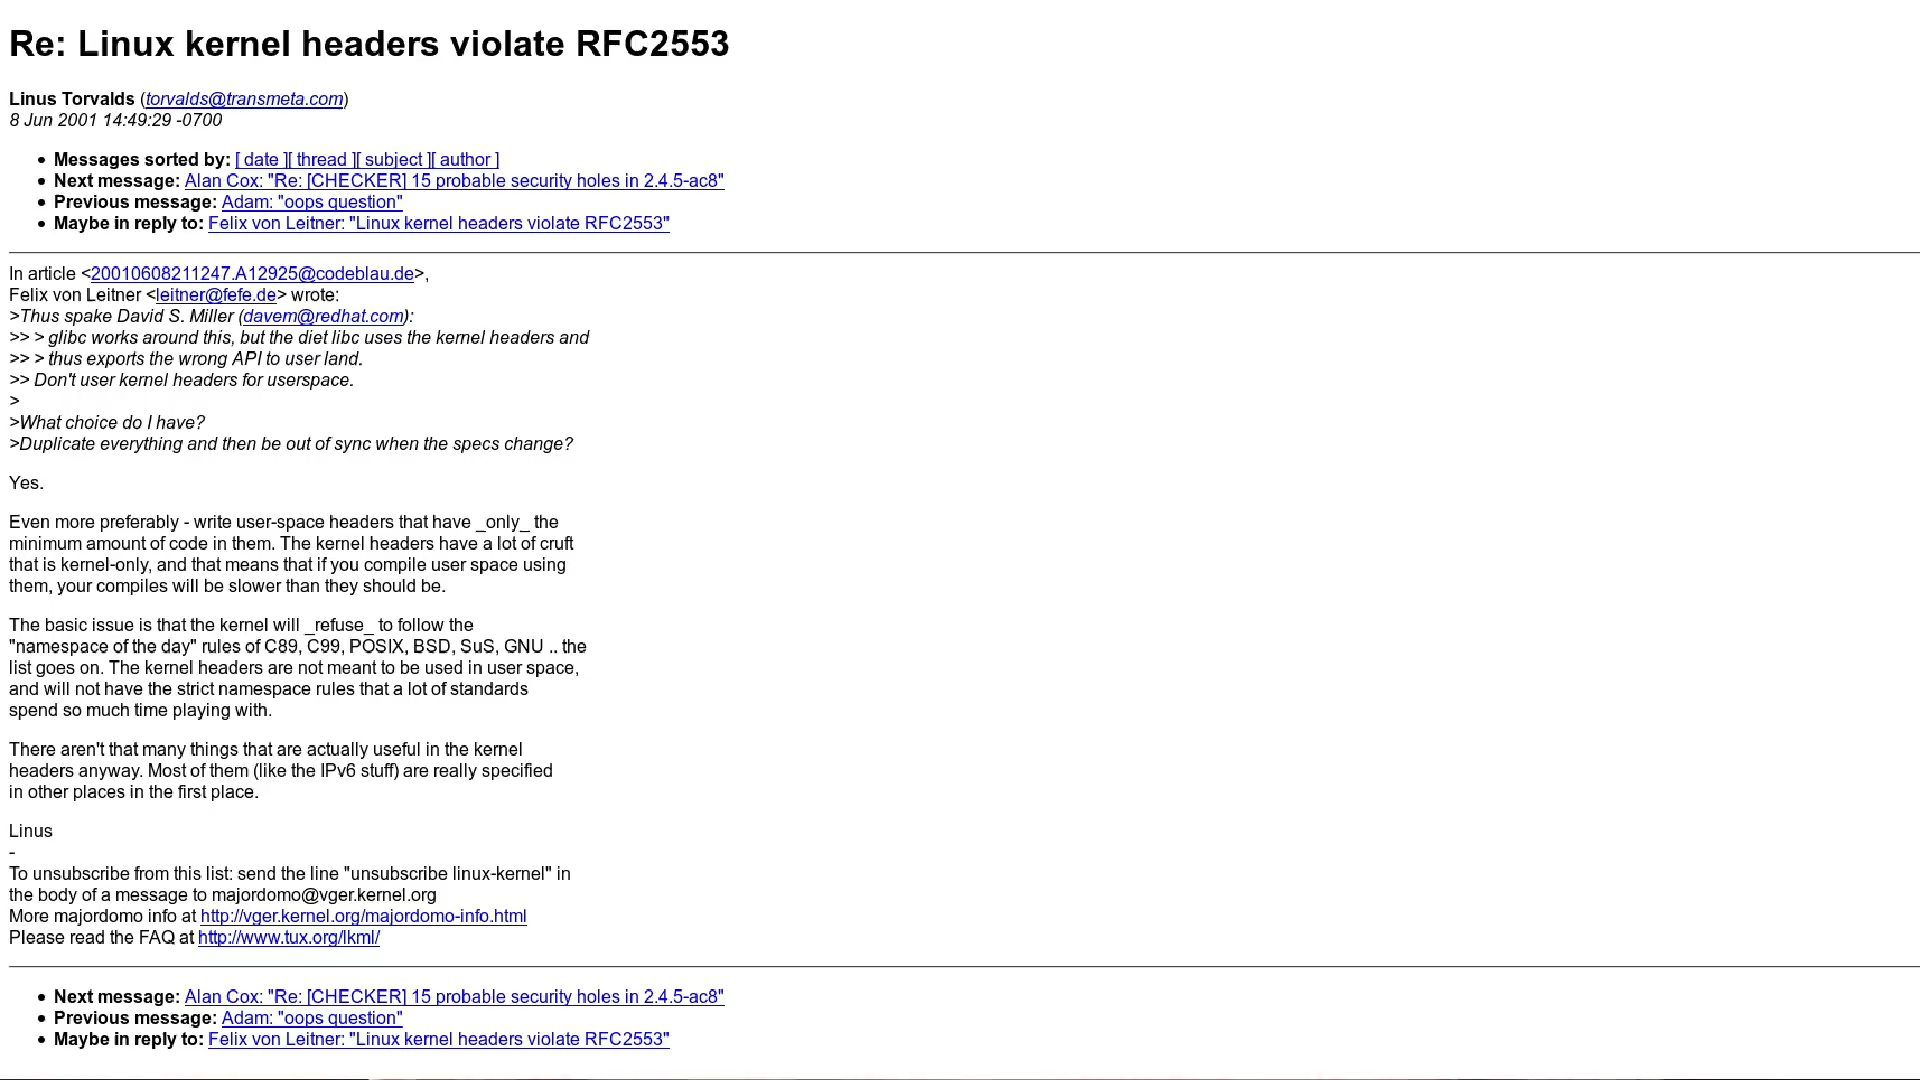 Re: Linux kernel headers violate RFC2553
Linus Torvalds (torvalds@transmeta.com)
8 Jun 2001 14:49:29 -0700
• Messages sorted by: [ date ][ thread ][ subject ][ author ]
• Next message: Alan Cox: "Re: [CHECKER] 15 probable security holes in 2.4.5-ac8"
• Previous message: Adam: "oops question"
• Maybe in reply to: Felix von Leitner: "Linux kernel headers violate RFC2553"
In article <20010608211247.A12925@codeblau.de>,
Felix von Leitner <leitner@fefe.de> wrote:
>Thus spake David S. Miller (davem@redhat.com):
>> > glibc works around this, but the diet libc uses the kernel headers and
>> > thus exports the wrong API to user land.
>> Don't user kernel headers for userspace.
>
>What choice do I have?
>Duplicate everything and then be out of sync when the specs change?
Yes.
Even more preferably - write user-space headers that have _only_ the
minimum amount of code in them. The kernel headers have a lot of cruft
that is kernel-only, and that means that if you compile user space using
them, your compiles will be slower than they should be.
The basic issue is that the kernel will _refuse_ to follow the
"namespace of the day" rules of C89, C99, POSIX, BSD, SuS, GNU .. the
list goes on. The kernel headers are not meant to be used in user space,
and will not have the strict namespace rules that a lot of standards
spend so much time playing with.
There aren't that many things that are actually useful in the kernel
headers anyway. Most of them (like the IPv6 stuff) are really specified
in other places in the first place.
Linus
-
To unsubscribe from this list: send the line "unsubscribe linux-kernel" in
the body of a message to majordomo@vger.kernel.org
More majordomo info at http://vger.kernel.org/majordomo-info.html
Please read the FAQ at http://www.tux.org/lkml/
• Next message: Alan Cox: "Re: [CHECKER] 15 probable security holes in 2.4.5-ac8"
• Previous message: Adam: "oops question"
• Maybe in reply to: Felix von Leitner: "Linux kernel headers violate RFC2553"